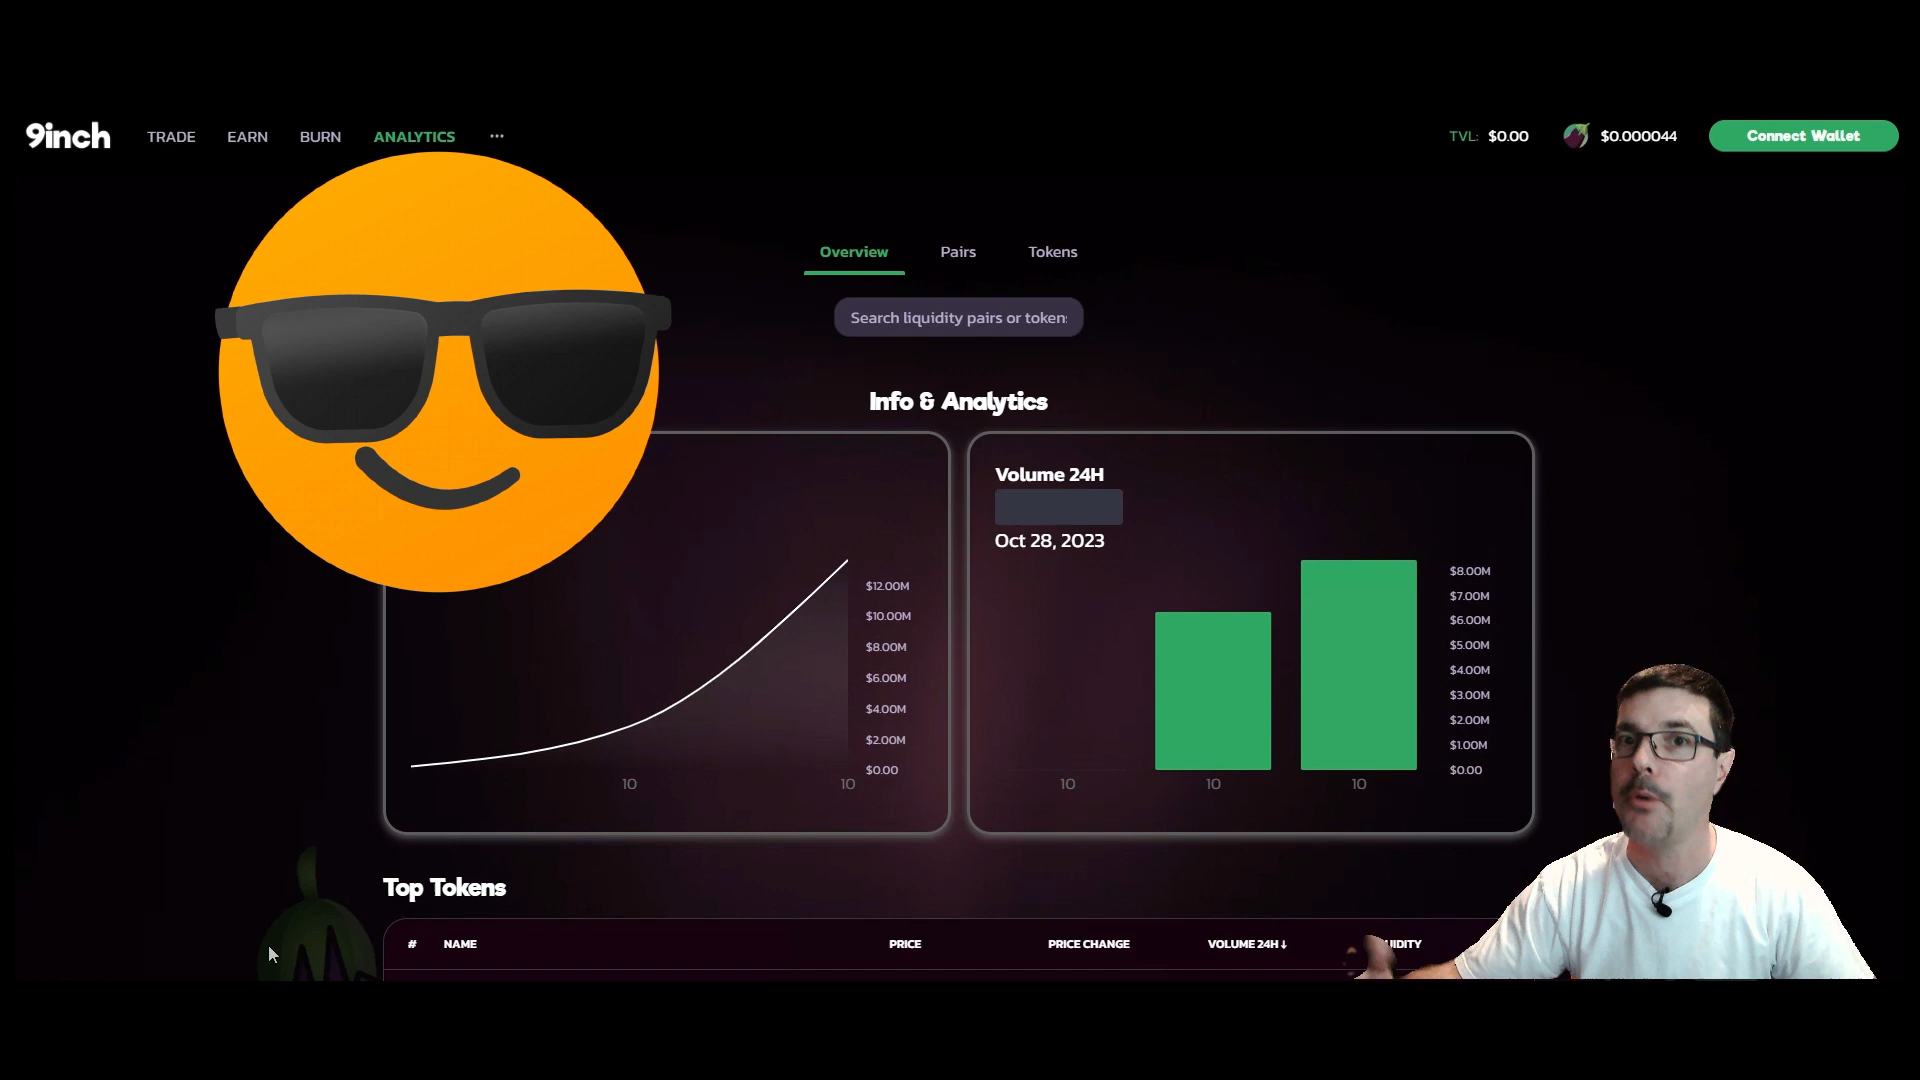 9inch TRADE EARN BURN ANALYTICS ... TVL: $0.00 $0.000044 Connect Wallet
Overview Pairs Tokens
Search liquidity pairs or token
Info & Analytics
Volume 24H
Oct 28, 2023
$12.00M
$10.00M
$8.00M
$6.00M
$4.00M
$2.00M
$0.00
10 10
$8.00M
$7.00M
$6.00M
$5.00M
$4.00M
$3.00M
$2.00M
$1.00M
$0.00
10 10 10
Top Tokens
# NAME PRICE PRICE CHANGE VOLUME 24H ↓